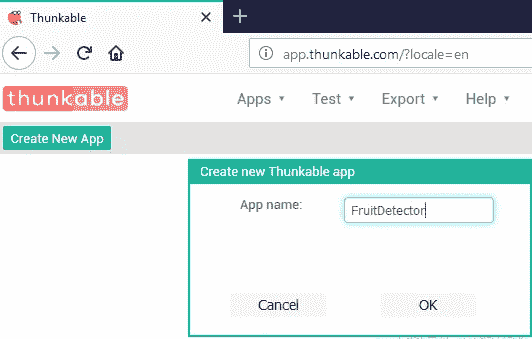 Thunkable
app.thunkable.com/?locale=en
thunkable
Apps Test Export Help
Create New App
Create new Thunkable app
App name: FruitDetector
Cancel OK